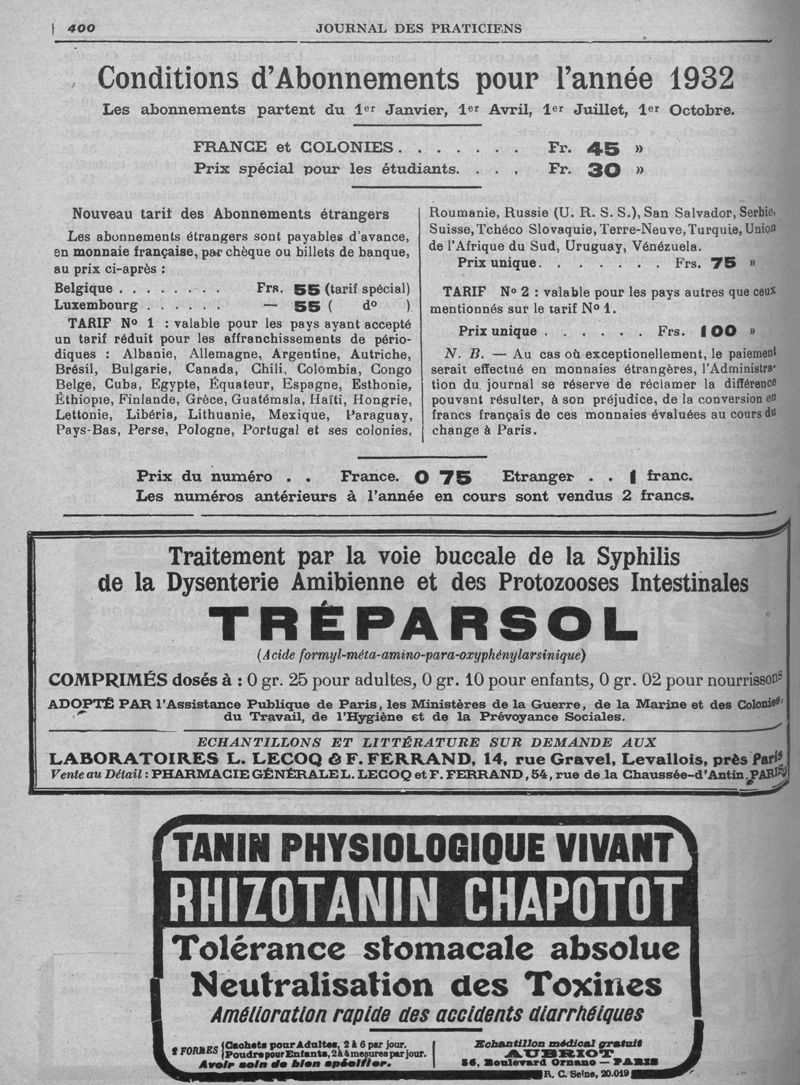 400
JOURNAL DES PRATICIENS
Conditions d'Abonnements pour l'année 1932
Les abonnements partent du 1er Janvier, 1er Avril, 1er Juillet, 1er Octobre.
FRANCE et COLONIES. . . . . . . Fr. 45 »
Prix spécial pour les étudiants. . . . Fr. 30 »
Nouveau tarif des Abonnements étrangers
Les abonnements étrangers sont payables d'avance,
en monnaie française, par chèque ou billets de banque,
au prix ci-après :
Belgique . . . . . . . . Frs. 55 (tarif spécial)
Luxembourg . . . . . . — 55 ( do )
TARIF No 1 : valable pour les pays ayant accepté
un tarif réduit pour les affranchissements de pério-
diques : Albanie, Allemagne, Argentine, Autriche,
Brésil, Bulgarie, Canada, Chili, Colombia, Congo
Belge, Cuba, Egypte, Équateur, Espagne, Esthonie,
Éthiopie, Finlande, Grèce, Guatémala, Haïti, Hongrie,
Lettonie, Libéria, Lithuanie, Mexique, Paraguay,
Pays-Bas, Perse, Pologne, Portugal et ses colonies,
Roumanie, Russie (U. R. S. S.), San Salvador, Serbie,
Suisse, Tchéco Slovaquie, Terre-Neuve, Turquie, Union
de l'Afrique du Sud, Uruguay, Vénézuela.
Prix unique. . . . . . . Frs. 75 »
TARIF No 2 : valable pour les pays autres que ceux
mentionnés sur le tarif No 1.
Prix unique . . . . . . Frs. 100 »
N. B. — Au cas où exceptionellement, le paiement
serait effectué en monnaies étrangères, l'Administra-
tion du journal se réserve de réclamer la différence
pouvant résulter, à son préjudice, de la conversion en
francs français de ces monnaies évaluées au cours du
change à Paris.
Prix du numéro . . France. 0 75 Etranger . . 1 franc.
Les numéros antérieurs à l'année en cours sont vendus 2 francs.
Traitement par la voie buccale de la Syphilis
de la Dysenterie Amibienne et des Protozooses Intestinales
TRÉPARSOL
(Acide formyl-méta-amino-para-oxyphénylarsinique)
COMPRIMÉS dosés à : 0 gr. 25 pour adultes, 0 gr. 10 pour enfants, 0 gr. 02 pour nourrissons
ADOPTÉ PAR l'Assistance Publique de Paris, les Ministères de la Guerre, de la Marine et des Colonies,
du Travail, de l'Hygiène et de la Prévoyance Sociales.
ECHANTILLONS ET LITTÉRATURE SUR DEMANDE AUX
LABORATOIRES L. LECOQ & F. FERRAND, 14, rue Gravel, Levallois, près Paris
Vente au Détail : PHARMACIE GÉNÉRALE L. LECOQ et F. FERRAND, 54, rue de la Chaussée-d'Antin, PARIS
TANIN PHYSIOLOGIQUE VIVANT
RHIZOTANIN CHAPOTOT
Tolérance stomacale absolue
Neutralisation des Toxines
Amélioration rapide des accidents diarrhéiques
2 FORMES { Cachets pour Adultes, 2 à 6 par jour.
Poudre pour Enfants, 2 à 4 mesures par jour.
Avoir soin de bien spécifier.
Echantillon médical gratuit
AUBRIOT
56, Boulevard Ornano — PARIS
R. C. Seine, 20.019